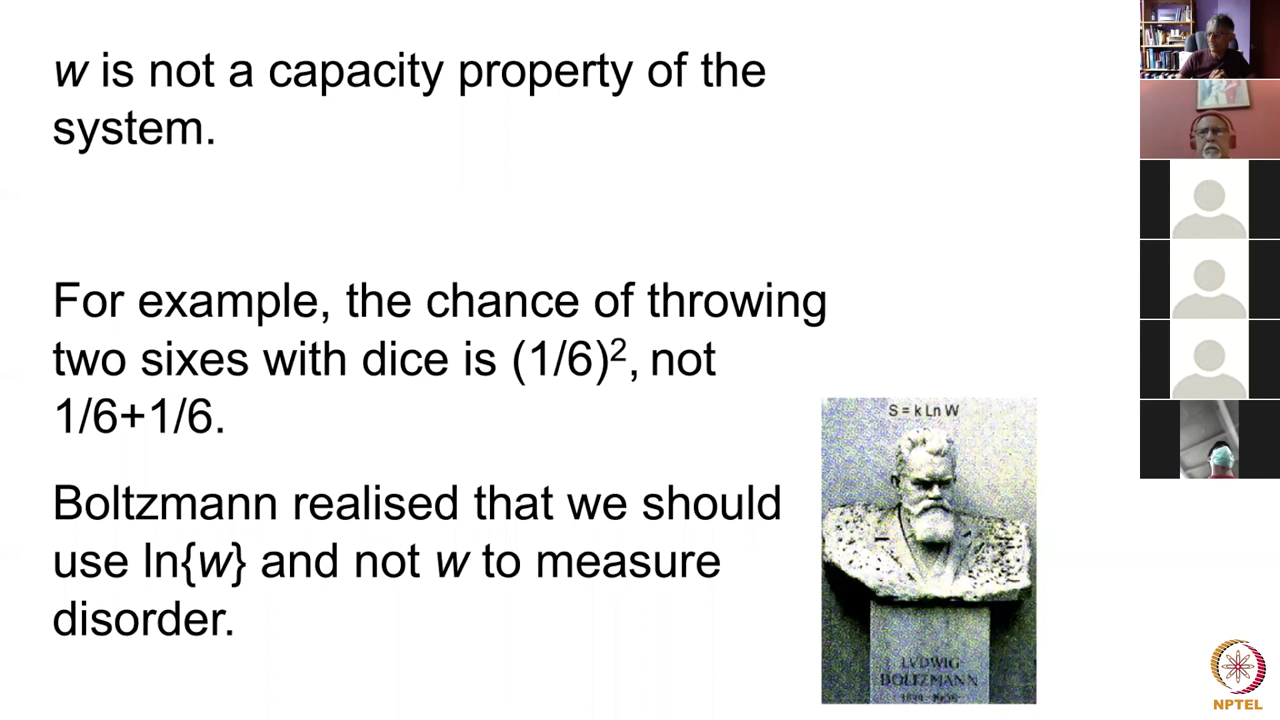 w is not a capacity property of the
system.
For example, the chance of throwing
two sixes with dice is (1/6)², not
1/6+1/6.
Boltzmann realised that we should
use ln{w} and not w to measure
disorder.
S = k Ln W
LVDWIG
BOLTZMANN
NPTEL